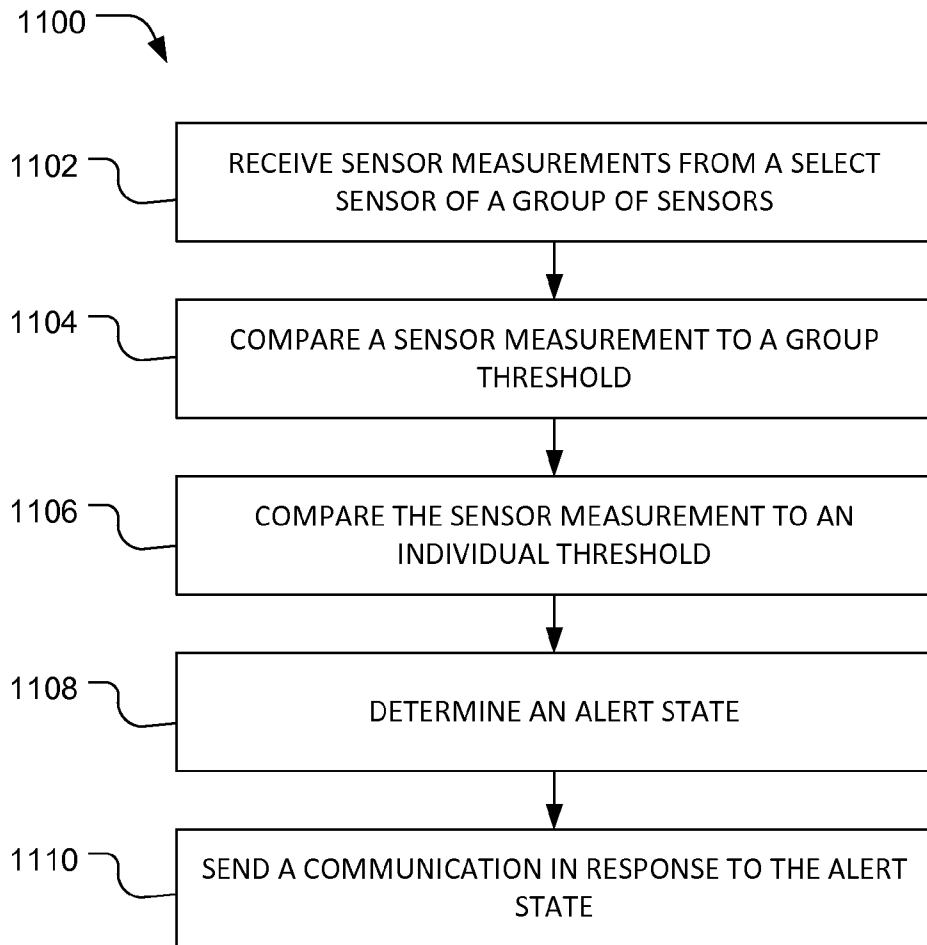 1100
1102
RECEIVE SENSOR MEASUREMENTS FROM A SELECT
SENSOR OF A GROUP OF SENSORS
1104
COMPARE A SENSOR MEASUREMENT TO A GROUP
THRESHOLD
1106
COMPARE THE SENSOR MEASUREMENT TO AN
INDIVIDUAL THRESHOLD
1108
DETERMINE AN ALERT STATE
1110
SEND A COMMUNICATION IN RESPONSE TO THE ALERT
STATE